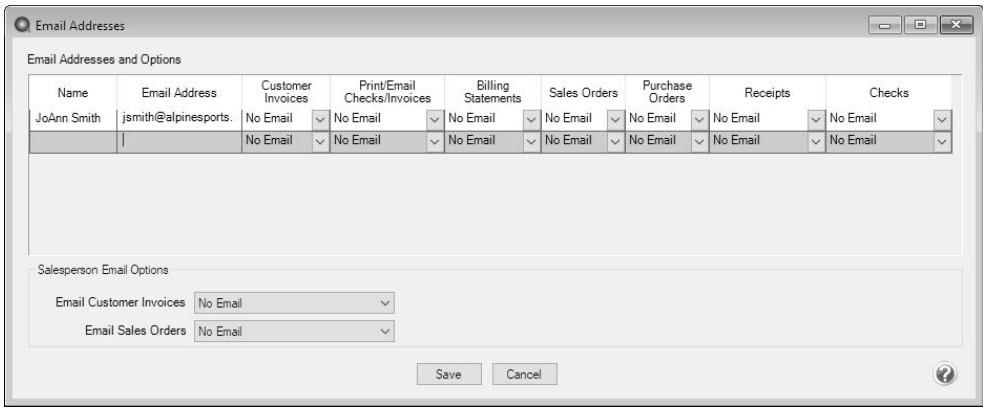 Email Addresses
Email Addresses and Options
Name Email Address Customer Invoices Print/Email Checks/Invoices Billing Statements Sales Orders Purchase Orders Receipts Checks
JoAnn Smith jsmith@alpinesports. No Email No Email No Email No Email No Email No Email No Email
No Email No Email No Email No Email No Email No Email No Email
Salesperson Email Options
Email Customer Invoices No Email
Email Sales Orders No Email
Save Cancel ?